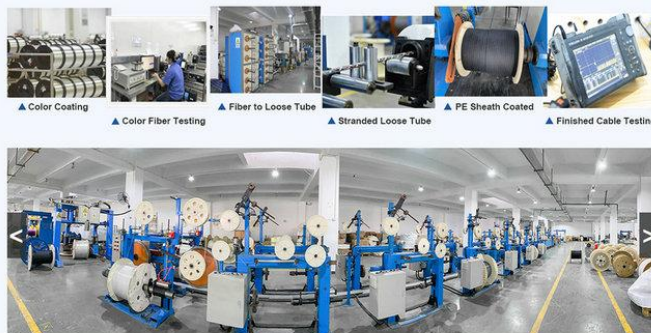 ▲ Color Coating
▲ Color Fiber Testing
▲ Fiber to Loose Tube
▲ Stranded Loose Tube
▲ PE Sheath Coated
▲ Finished Cable Testing
< >